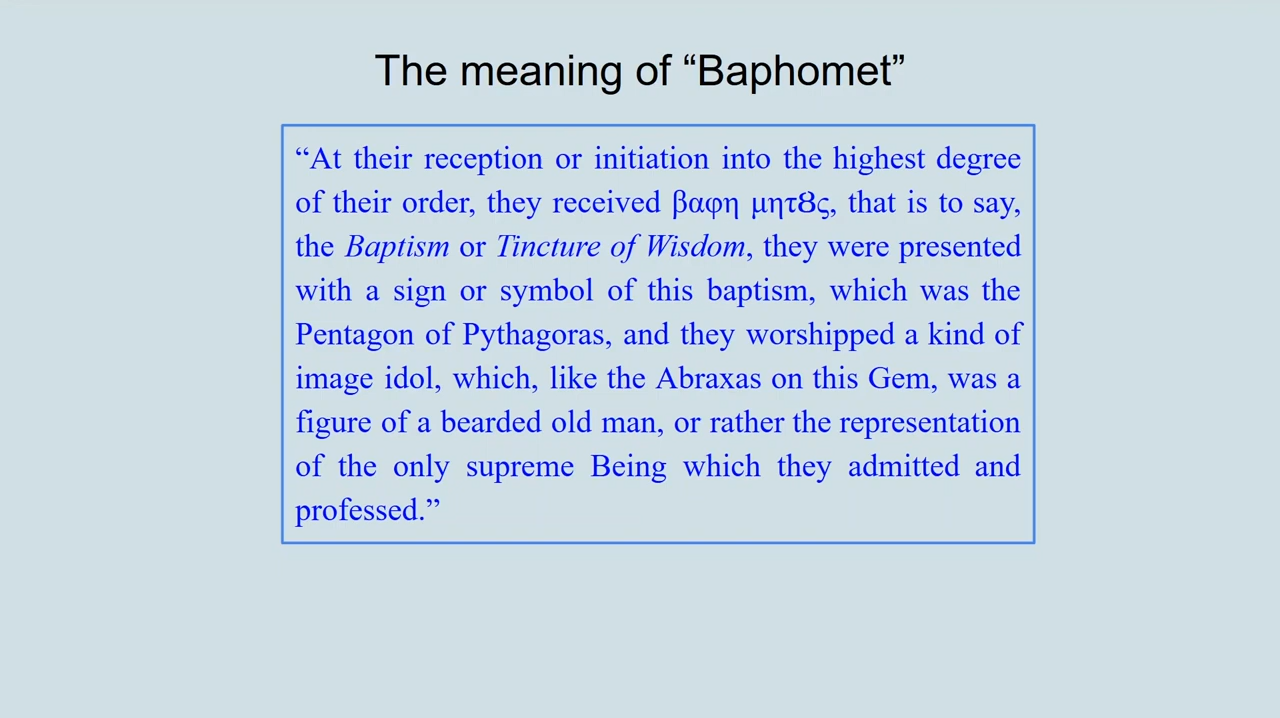 The meaning of “Baphomet”
“At their reception or initiation into the highest degree
of their order, they received βαφη μητȣς, that is to say,
the Baptism or Tincture of Wisdom, they were presented
with a sign or symbol of this baptism, which was the
Pentagon of Pythagoras, and they worshipped a kind of
image idol, which, like the Abraxas on this Gem, was a
figure of a bearded old man, or rather the representation
of the only supreme Being which they admitted and
professed.”